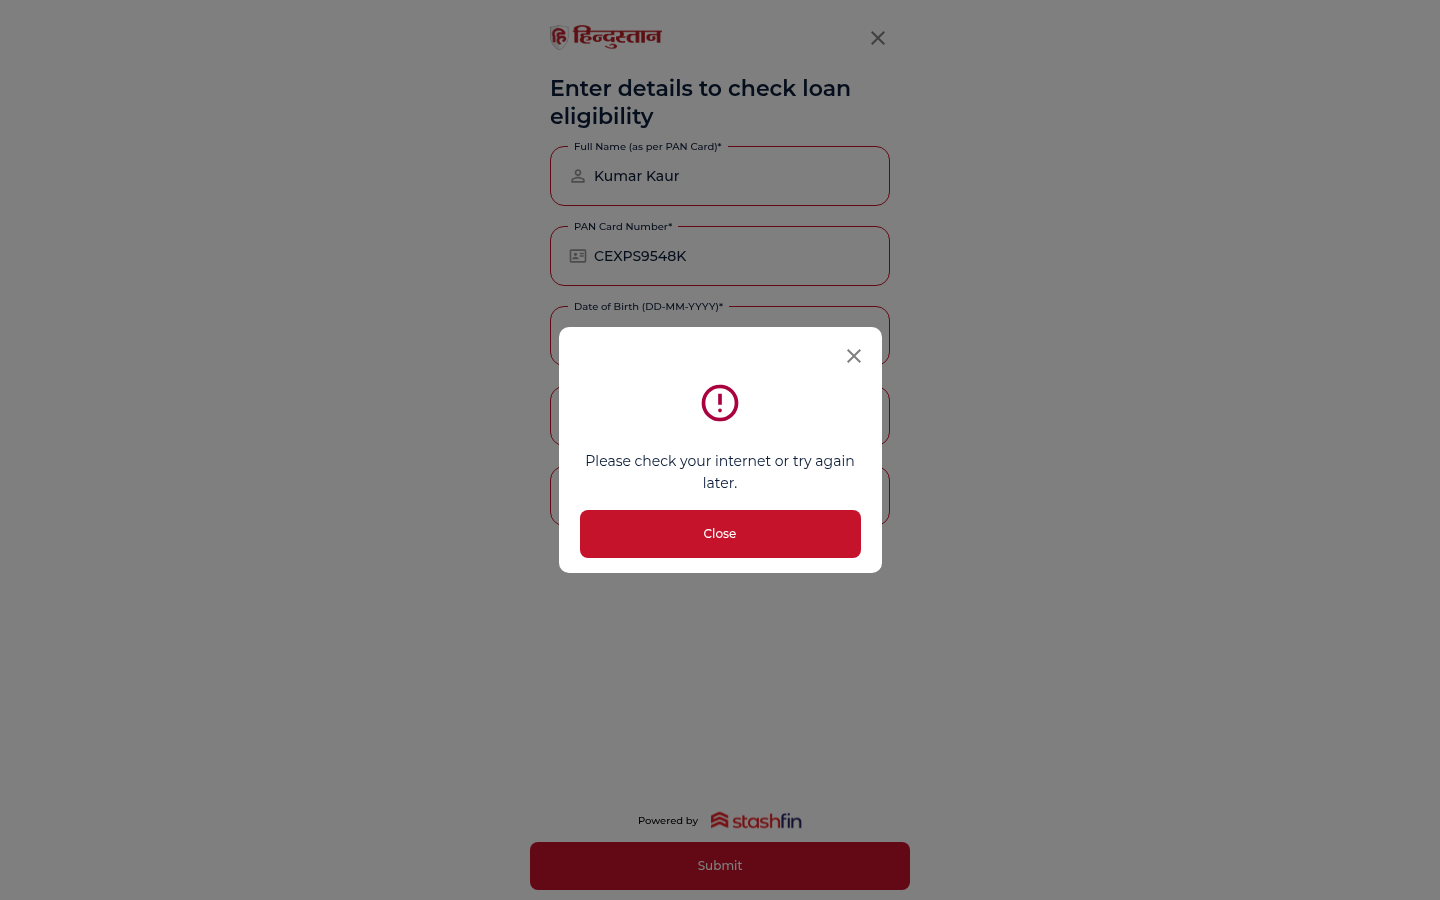 हिन्दुस्तान
Enter details to check loan
eligibility
Full Name (as per PAN Card)*
Kumar Kaur
PAN Card Number*
CEXPS9548K
Date of Birth (DD-MM-YYYY)*
Please check your internet or try again
later.
Close
Powered by stashfin
Submit